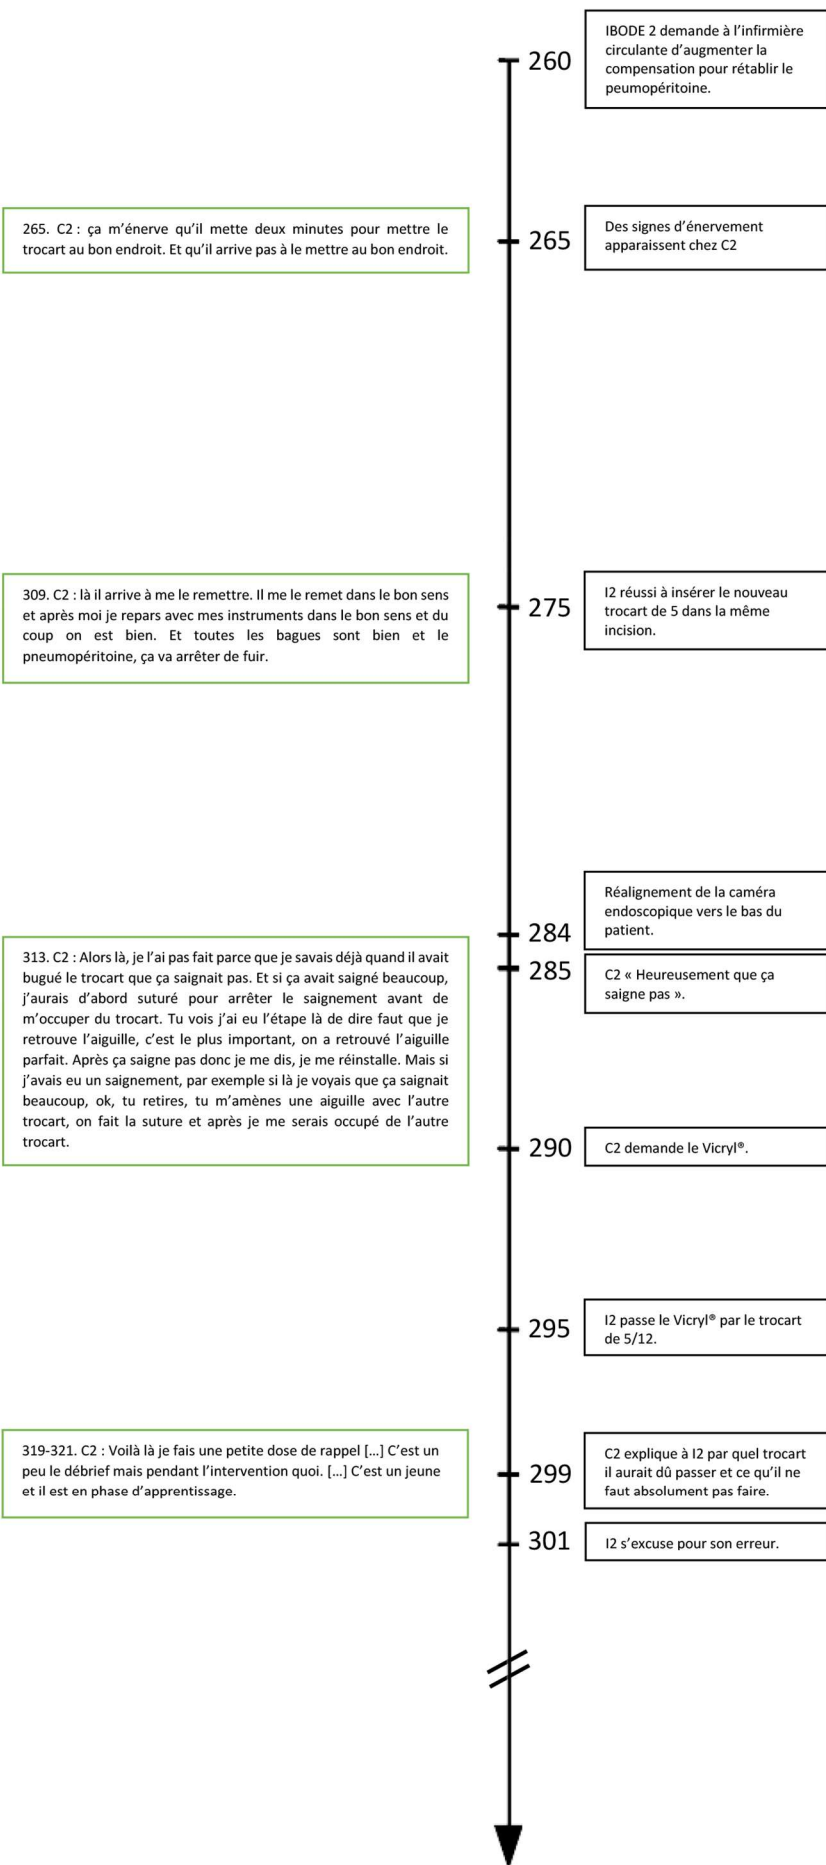 260
IBODE 2 demande à l'infirmière
circulante d'augmenter la
compensation pour rétablir le
peumopéritoine.
265. C2 : ça m'énerve qu'il mette deux minutes pour mettre le
trocart au bon endroit. Et qu'il arrive pas à le mettre au bon endroit.
265
Des signes d'énervement
apparaissent chez C2
309. C2 : là il arrive à me le remettre. Il me le remet dans le bon sens
et après moi je repars avec mes instruments dans le bon sens et du
coup on est bien. Et toutes les bagues sont bien et le
pneumopéritoine, ça va arrêter de fuir.
275
I2 réussi à insérer le nouveau
trocart de 5 dans la même
incision.
284
Réalignement de la caméra
endoscopique vers le bas du
patient.
285
C2 « Heureusement que ça
saigne pas ».
313. C2 : Alors là, je l'ai pas fait parce que je savais déjà quand il avait
bugué le trocart que ça saignait pas. Et si ça avait saigné beaucoup,
j'aurais d'abord suturé pour arrêter le saignement avant de
m'occuper du trocart. Tu vois j'ai eu l'étape là de dire faut que je
retrouve l'aiguille, c'est le plus important, on a retrouvé l'aiguille
parfait. Après ça saigne pas donc je me dis, je me réinstalle. Mais si
j'avais eu un saignement, par exemple si là je voyais que ça saignait
beaucoup, ok, tu retires, tu m'amènes une aiguille avec l'autre
trocart, on fait la suture et après je me serais occupé de l'autre
trocart.
290
C2 demande le Vicryl®.
295
I2 passe le Vicryl® par le trocart
de 5/12.
319-321. C2 : Voilà là je fais une petite dose de rappel […] C'est un
peu le débrief mais pendant l'intervention quoi. […] C'est un jeune
et il est en phase d'apprentissage.
299
C2 explique à I2 par quel trocart
il aurait dû passer et ce qu'il ne
faut absolument pas faire.
301
I2 s'excuse pour son erreur.